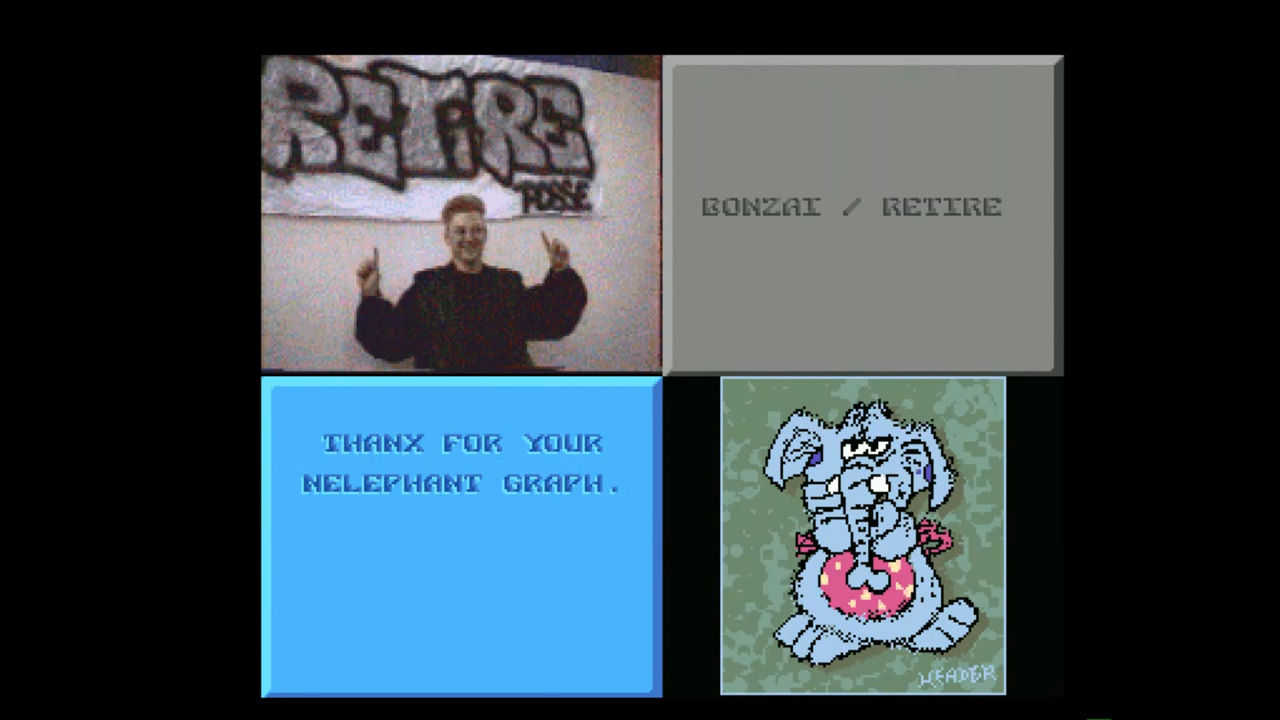 RETIRE
POSSE
BONZAI / RETIRE
THANX FOR YOUR
NELEPHANT GRAPH.
HEADER